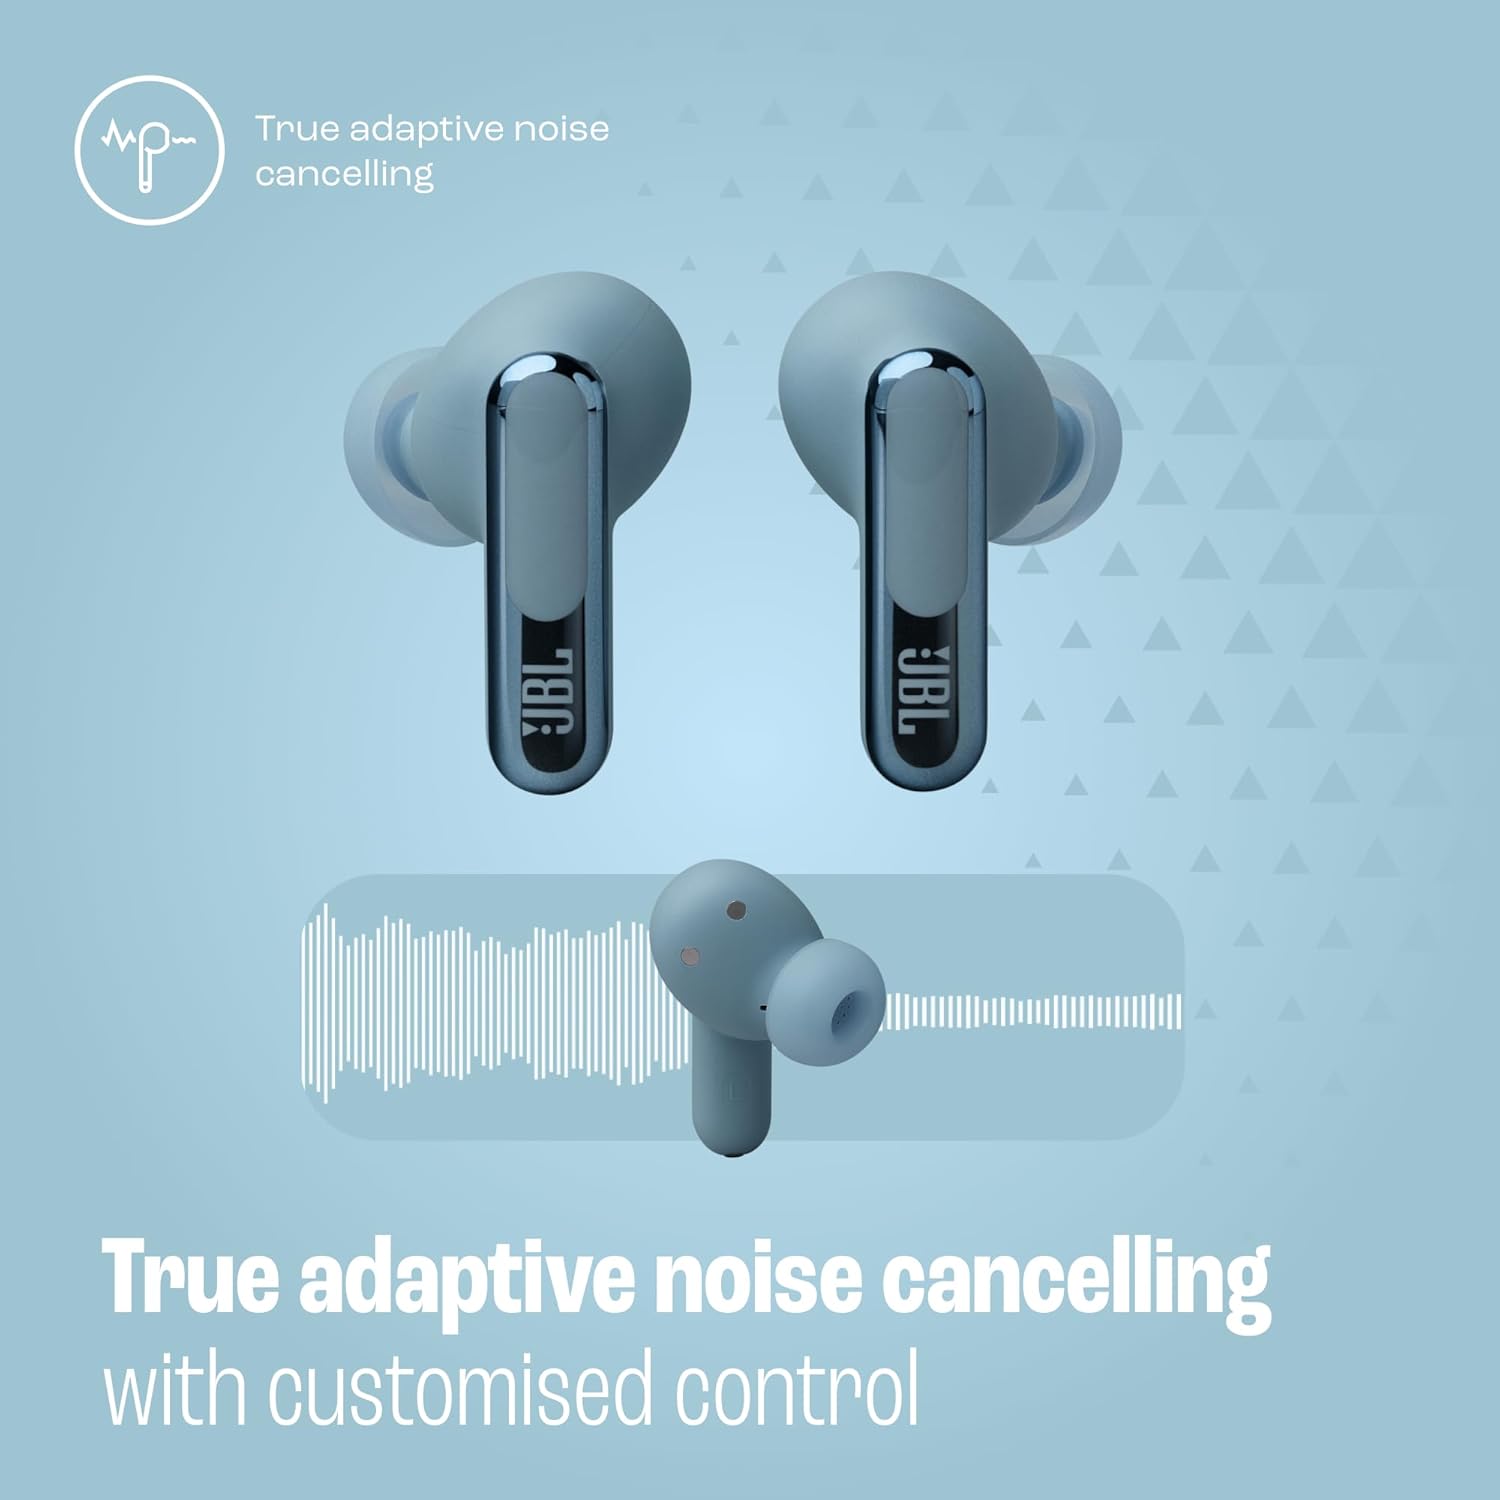 True adaptive noise
cancelling
JBL
JBL
True adaptive noise cancelling
with customised control